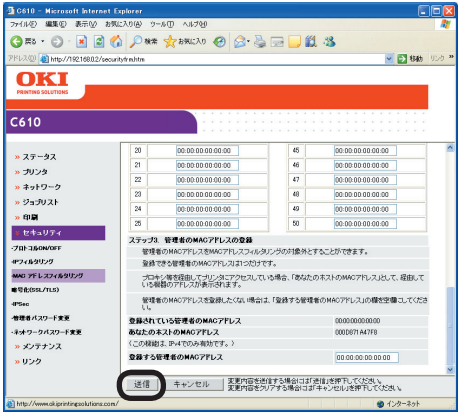 C610 - Microsoft Internet Explorer
ファイル(F) 編集(E) 表示(V) お気に入り(A) ツール(T) ヘルプ(H)
戻る 検索 お気に入り
アドレス(D) http://192.168.0.2/securityfrm.htm 移動 リンク
OKI
PRINTING SOLUTIONS
C610
» ステータス
» プリンタ
» ネットワーク
» ジョブリスト
» 印刷
» セキュリティ
・プロトコルON/OFF
・IPフィルタリング
MAC アドレスフィルタリング
暗号化(SSL/TLS)
・IPSec
・管理者パスワード変更
・ネットワークパスワード変更
» メンテナンス
» リンク
20 00:00:00:00:00:00 45 00:00:00:00:00:00
21 00:00:00:00:00:00 46 00:00:00:00:00:00
22 00:00:00:00:00:00 47 00:00:00:00:00:00
23 00:00:00:00:00:00 48 00:00:00:00:00:00
24 00:00:00:00:00:00 49 00:00:00:00:00:00
25 00:00:00:00:00:00 50 00:00:00:00:00:00
ステップ3. 管理者のMACアドレスの登録
管理者のMACアドレスをMACアドレスフィルタリングの対象外とすることができます。
登録できる管理者のMACアドレスは1つだけです。
プロキシ等を経由してプリンタにアクセスしている場合、「あなたのホストのMACアドレス」として、経由している機器のアドレスが表示されます。
管理者のMACアドレスを登録したくない場合は、「登録する管理者のMACアドレス」の欄を空欄にしてください。
登録されている管理者のMACアドレス 000000000000
あなたのホストのMACアドレス 000D871A47F8
(この機能は、IPv4でのみ有効です。)
登録する管理者のMACアドレス 00:00:00:00:00:00
送信 キャンセル 変更内容を送信する場合には「送信」を押下してください。
変更内容をクリアする場合には「キャンセル」を押下してください。
http://www.okiprintingsolutions.com/ インターネット